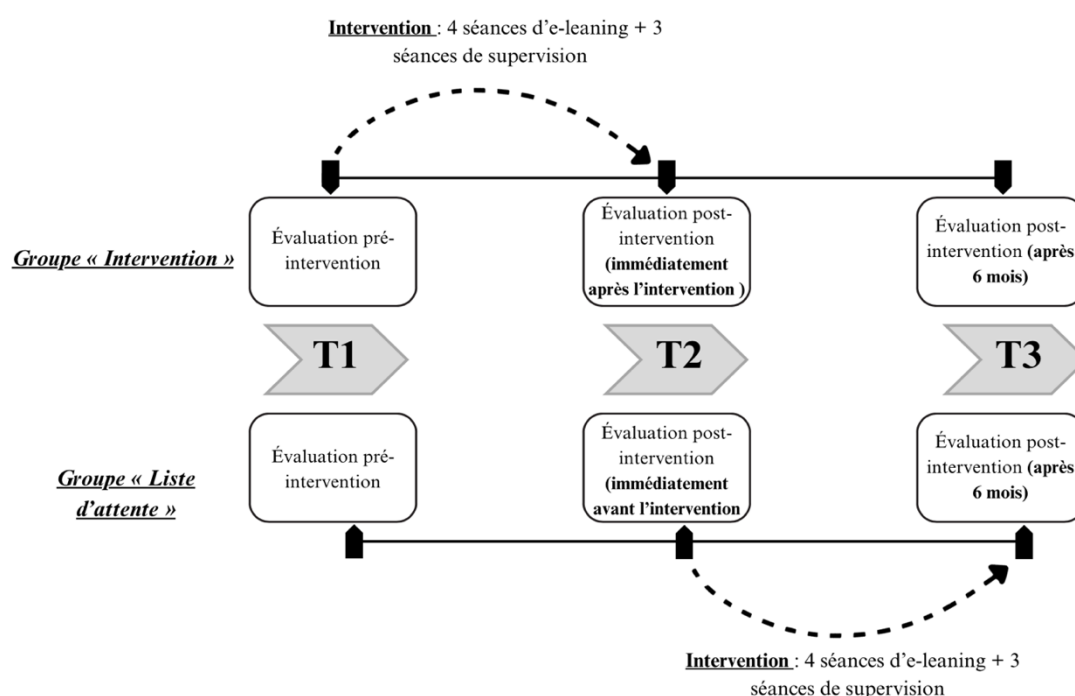 Intervention : 4 séances d'e-leaning + 3
séances de supervision
Groupe « Intervention »
Évaluation pré-
intervention
Évaluation post-
intervention
(immédiatement
après l'intervention )
Évaluation post-
intervention (après
6 mois)
T1
T2
T3
Groupe « Liste
d'attente »
Évaluation pré-
intervention
Évaluation post-
intervention
(immédiatement
avant l'intervention
Évaluation post-
intervention (après
6 mois)
Intervention : 4 séances d'e-leaning + 3
séances de supervision